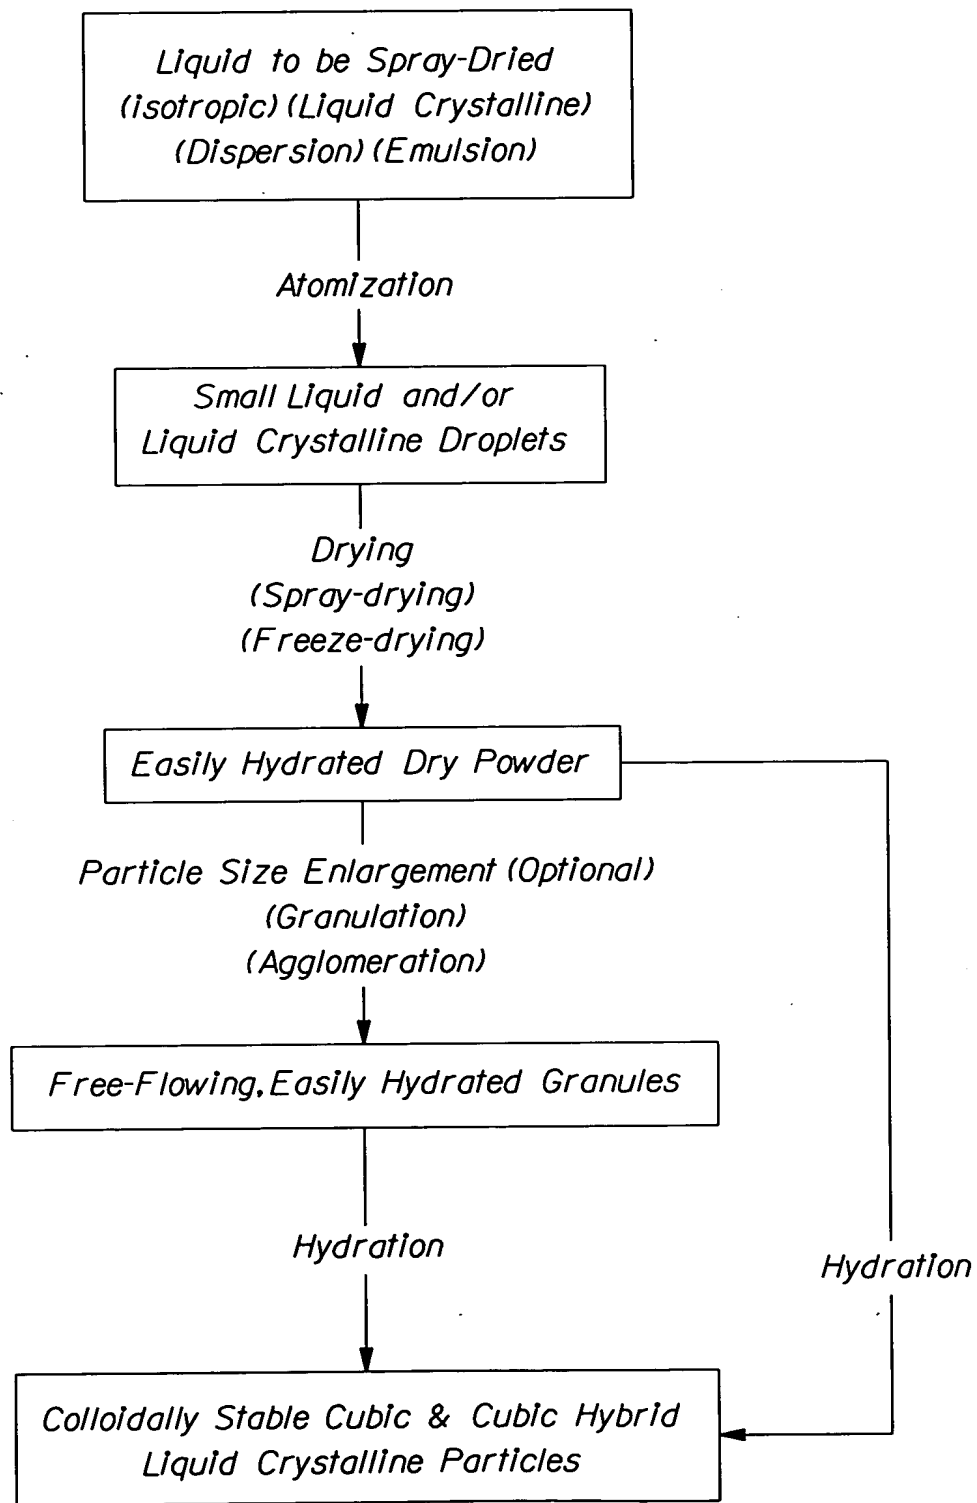 Liquid to be Spray-Dried
(isotropic) (Liquid Crystalline)
(Dispersion) (Emulsion)
Atomization
Small Liquid and/or
Liquid Crystalline Droplets
Drying
(Spray-drying)
(Freeze-drying)
Easily Hydrated Dry Powder
Particle Size Enlargement (Optional)
(Granulation)
(Agglomeration)
Free-Flowing, Easily Hydrated Granules
Hydration
Hydration
Colloidally Stable Cubic & Cubic Hybrid
Liquid Crystalline Particles